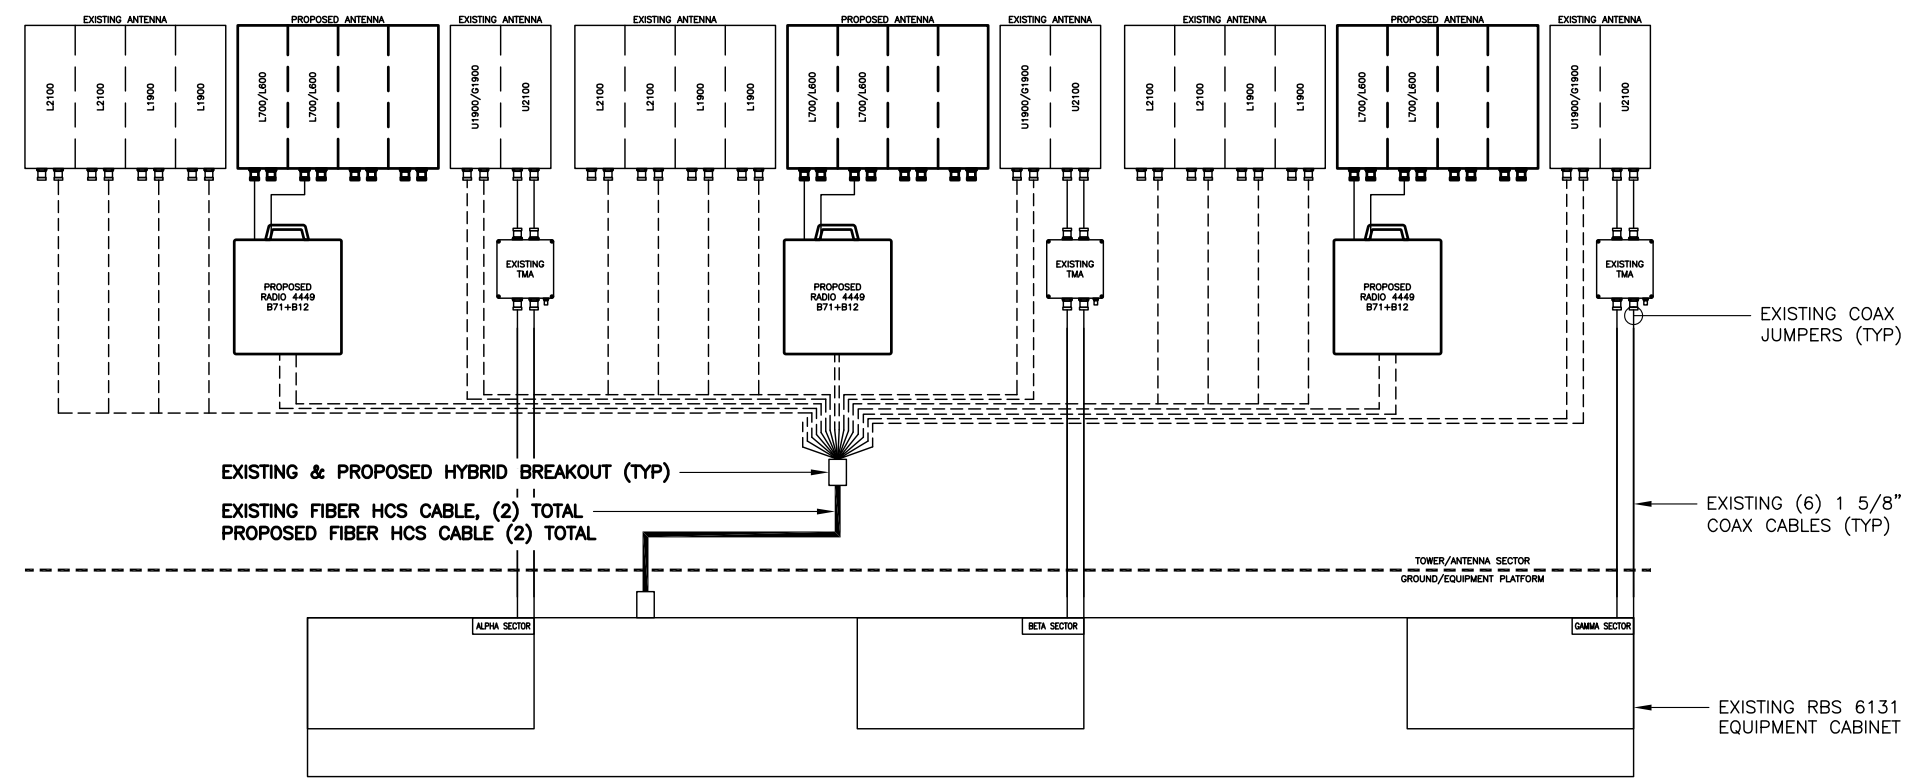 EXISTING ANTENNA
PROPOSED ANTENNA
EXISTING ANTENNA
EXISTING ANTENNA
PROPOSED ANTENNA
EXISTING ANTENNA
EXISTING ANTENNA
PROPOSED ANTENNA
EXISTING ANTENNA
L2100
L2100
L1900
L1900
L700/L600
L700/L600
U1900/G1900
U2100
L2100
L2100
L1900
L1900
L700/L600
L700/L600
U1900/G1900
U2100
L2100
L2100
L1900
L1900
L700/L600
L700/L600
U1900/G1900
U2100
PROPOSED
RADIO 4449
B71+B12
EXISTING
TMA
PROPOSED
RADIO 4449
B71+B12
EXISTING
TMA
PROPOSED
RADIO 4449
B71+B12
EXISTING
TMA
EXISTING COAX
JUMPERS (TYP)
EXISTING & PROPOSED HYBRID BREAKOUT (TYP)
EXISTING FIBER HCS CABLE, (2) TOTAL
PROPOSED FIBER HCS CABLE (2) TOTAL
EXISTING (6) 1 5/8"
COAX CABLES (TYP)
TOWER/ANTENNA SECTOR
GROUND/EQUIPMENT PLATFORM
ALPHA SECTOR
BETA SECTOR
GAMMA SECTOR
EXISTING RBS 6131
EQUIPMENT CABINET